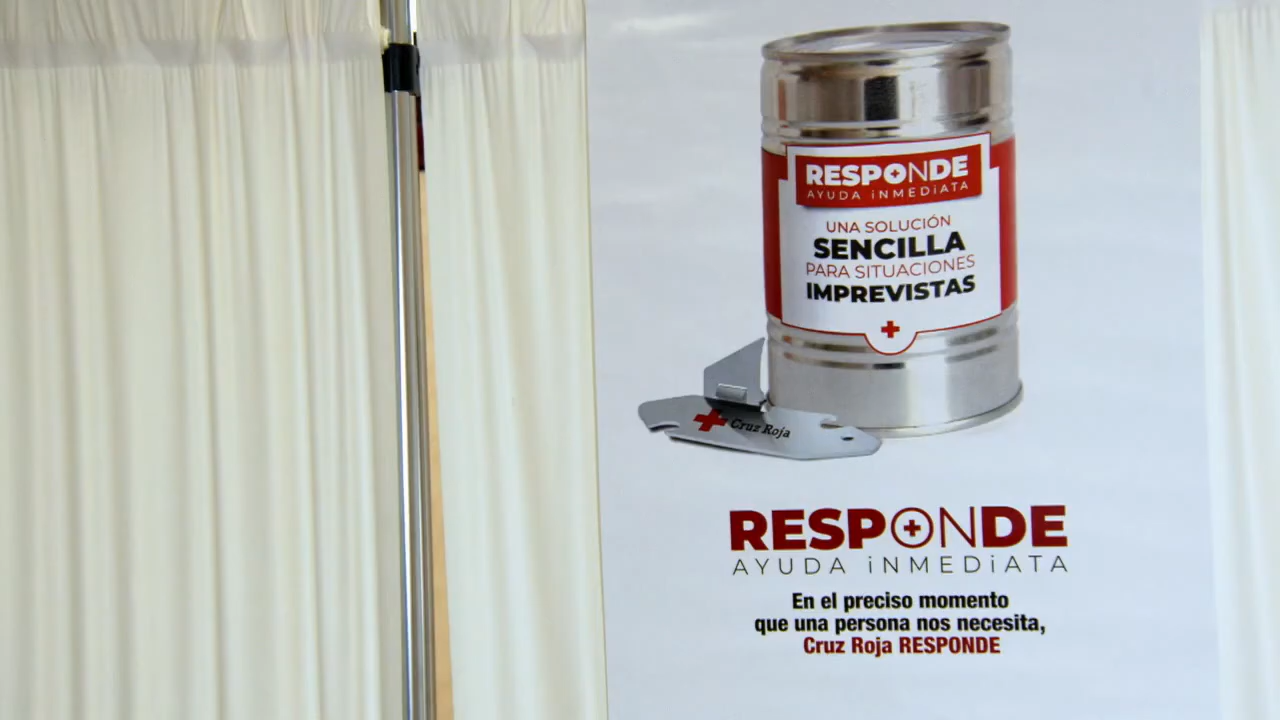 RESPONDE
AYUDA iNMEDiATA
UNA SOLUCIÓN
SENCILLA
PARA SITUACIONES
IMPREVISTAS
Cruz Roja
RESPONDE
AYUDA iNMEDiATA
En el preciso momento
que una persona nos necesita,
Cruz Roja RESPONDE